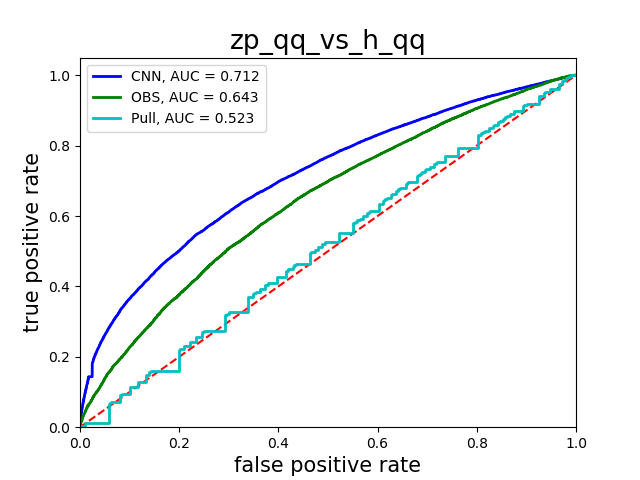 zp_qq_vs_h_qq
CNN, AUC = 0.712
OBS, AUC = 0.643
Pull, AUC = 0.523
true positive rate
1.0
0.8
0.6
0.4
0.2
0.0
0.0 0.2 0.4 0.6 0.8 1.0
false positive rate